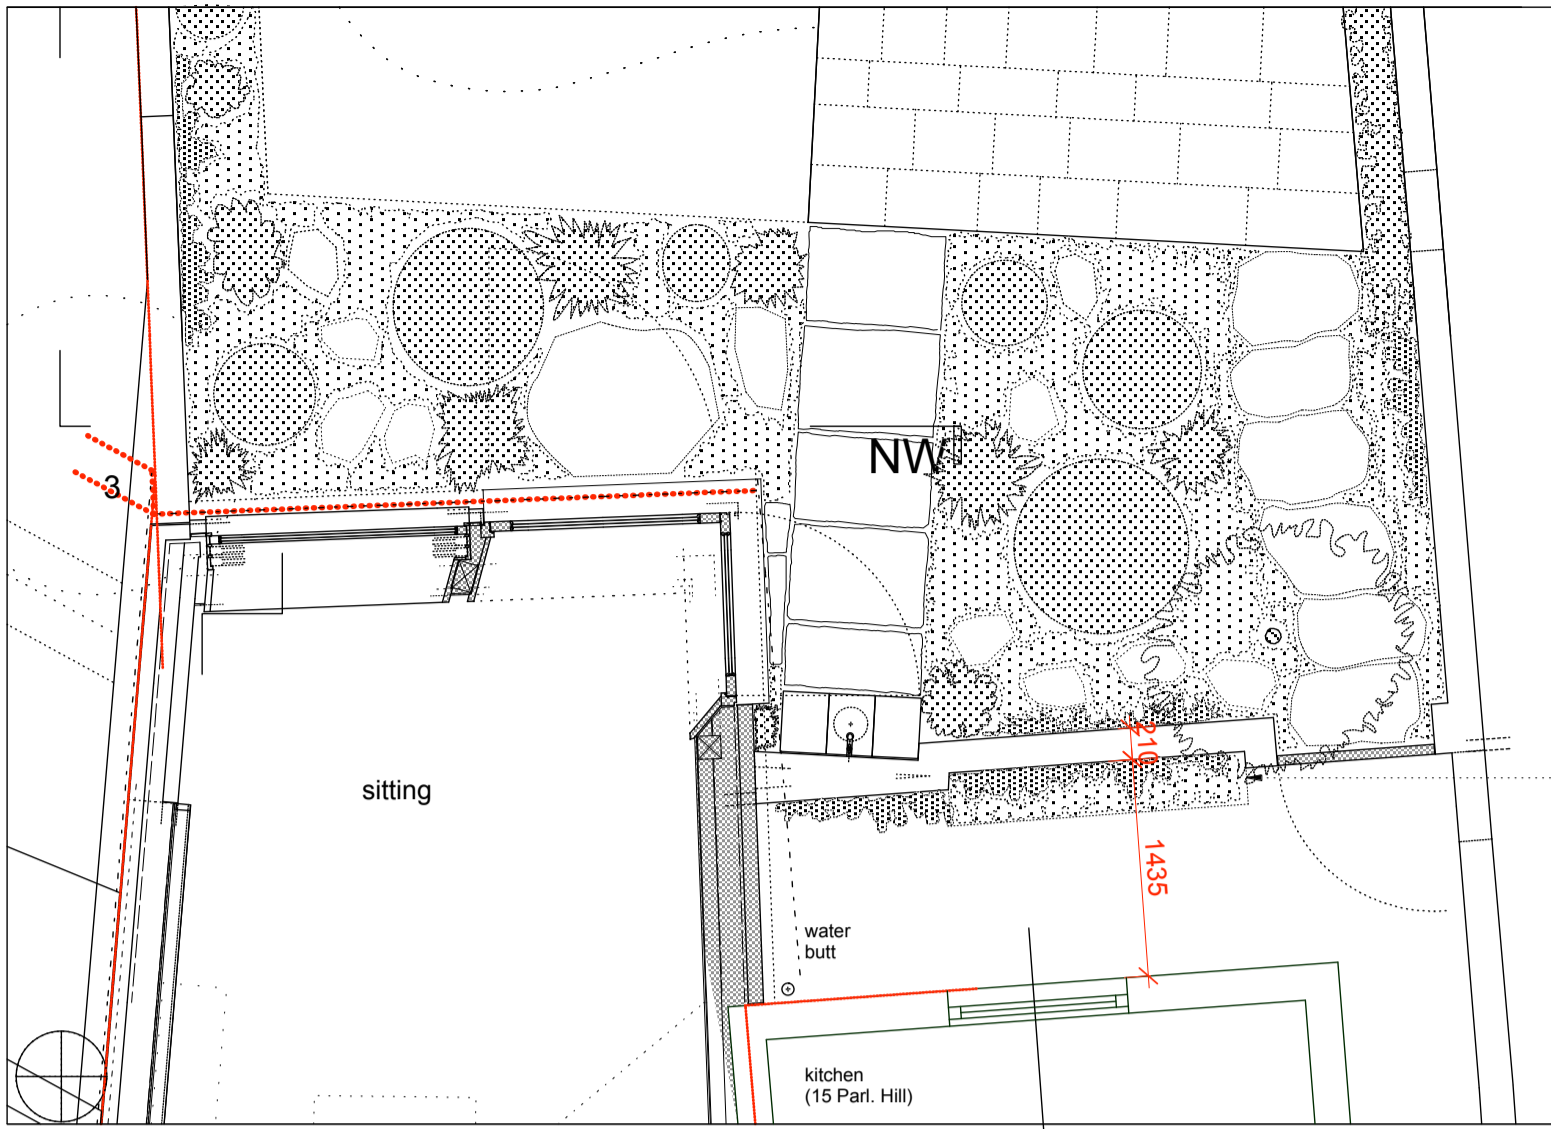 NW
3
210
sitting
1435
water
butt
kitchen
(15 Parl. Hill)